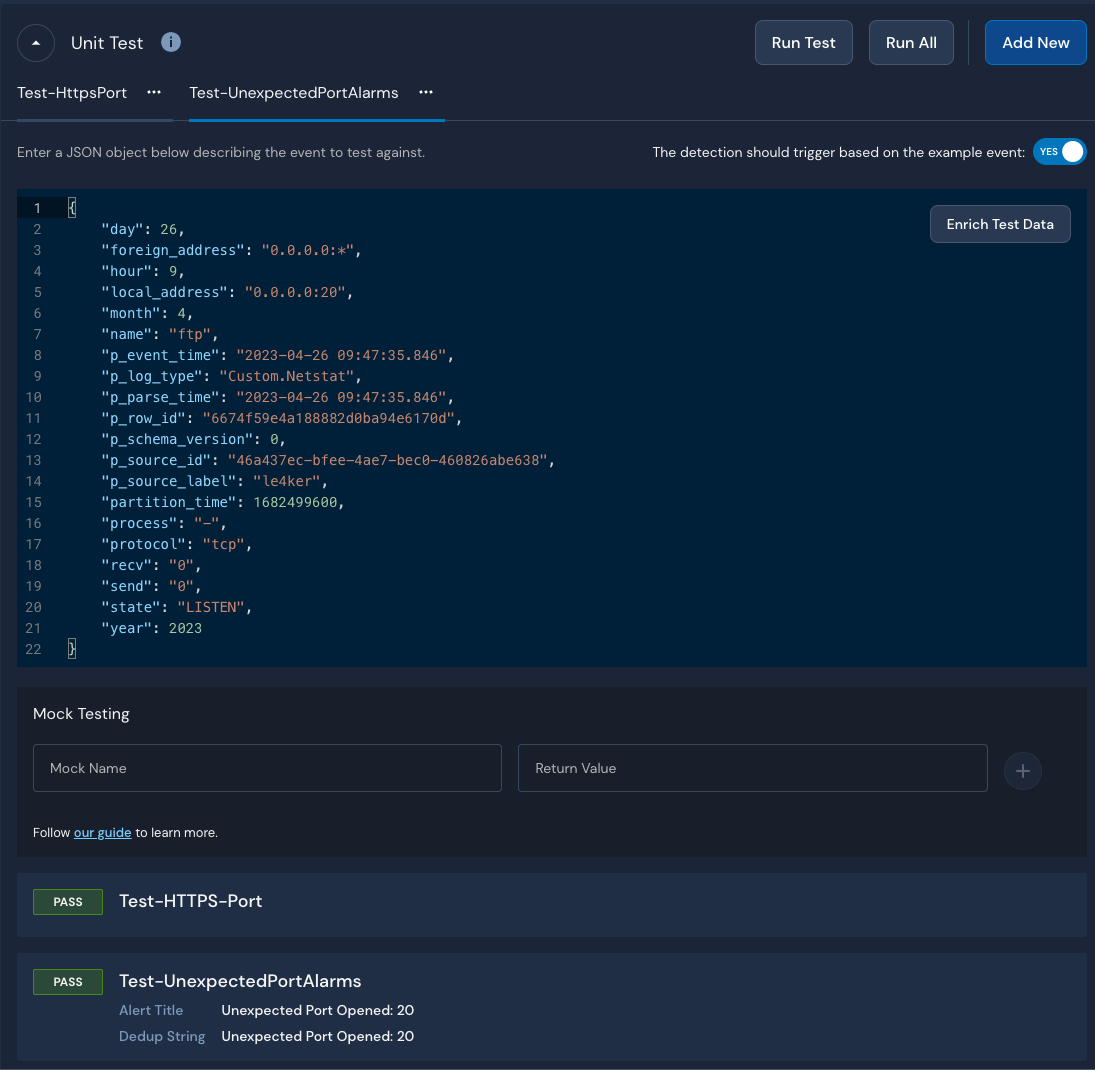 Unit Test i Run Test Run All Add New
Test-HttpsPort ··· Test-UnexpectedPortAlarms ···
Enter a JSON object below describing the event to test against. The detection should trigger based on the example event: YES
1 {
Enrich Test Data
2 "day": 26,
3 "foreign_address": "0.0.0.0:*",
4 "hour": 9,
5 "local_address": "0.0.0.0:20",
6 "month": 4,
7 "name": "ftp",
8 "p_event_time": "2023-04-26 09:47:35.846",
9 "p_log_type": "Custom.Netstat",
10 "p_parse_time": "2023-04-26 09:47:35.846",
11 "p_row_id": "6674f59e4a188882d0ba94e6170d",
12 "p_schema_version": 0,
13 "p_source_id": "46a437ec-bfee-4ae7-bec0-460826abe638",
14 "p_source_label": "le4ker",
15 "partition_time": 1682499600,
16 "process": "-",
17 "protocol": "tcp",
18 "recv": "0",
19 "send": "0",
20 "state": "LISTEN",
21 "year": 2023
22 }
Mock Testing
Mock Name Return Value +
Follow our guide to learn more.
PASS Test-HTTPS-Port
PASS Test-UnexpectedPortAlarms
Alert Title Unexpected Port Opened: 20
Dedup String Unexpected Port Opened: 20